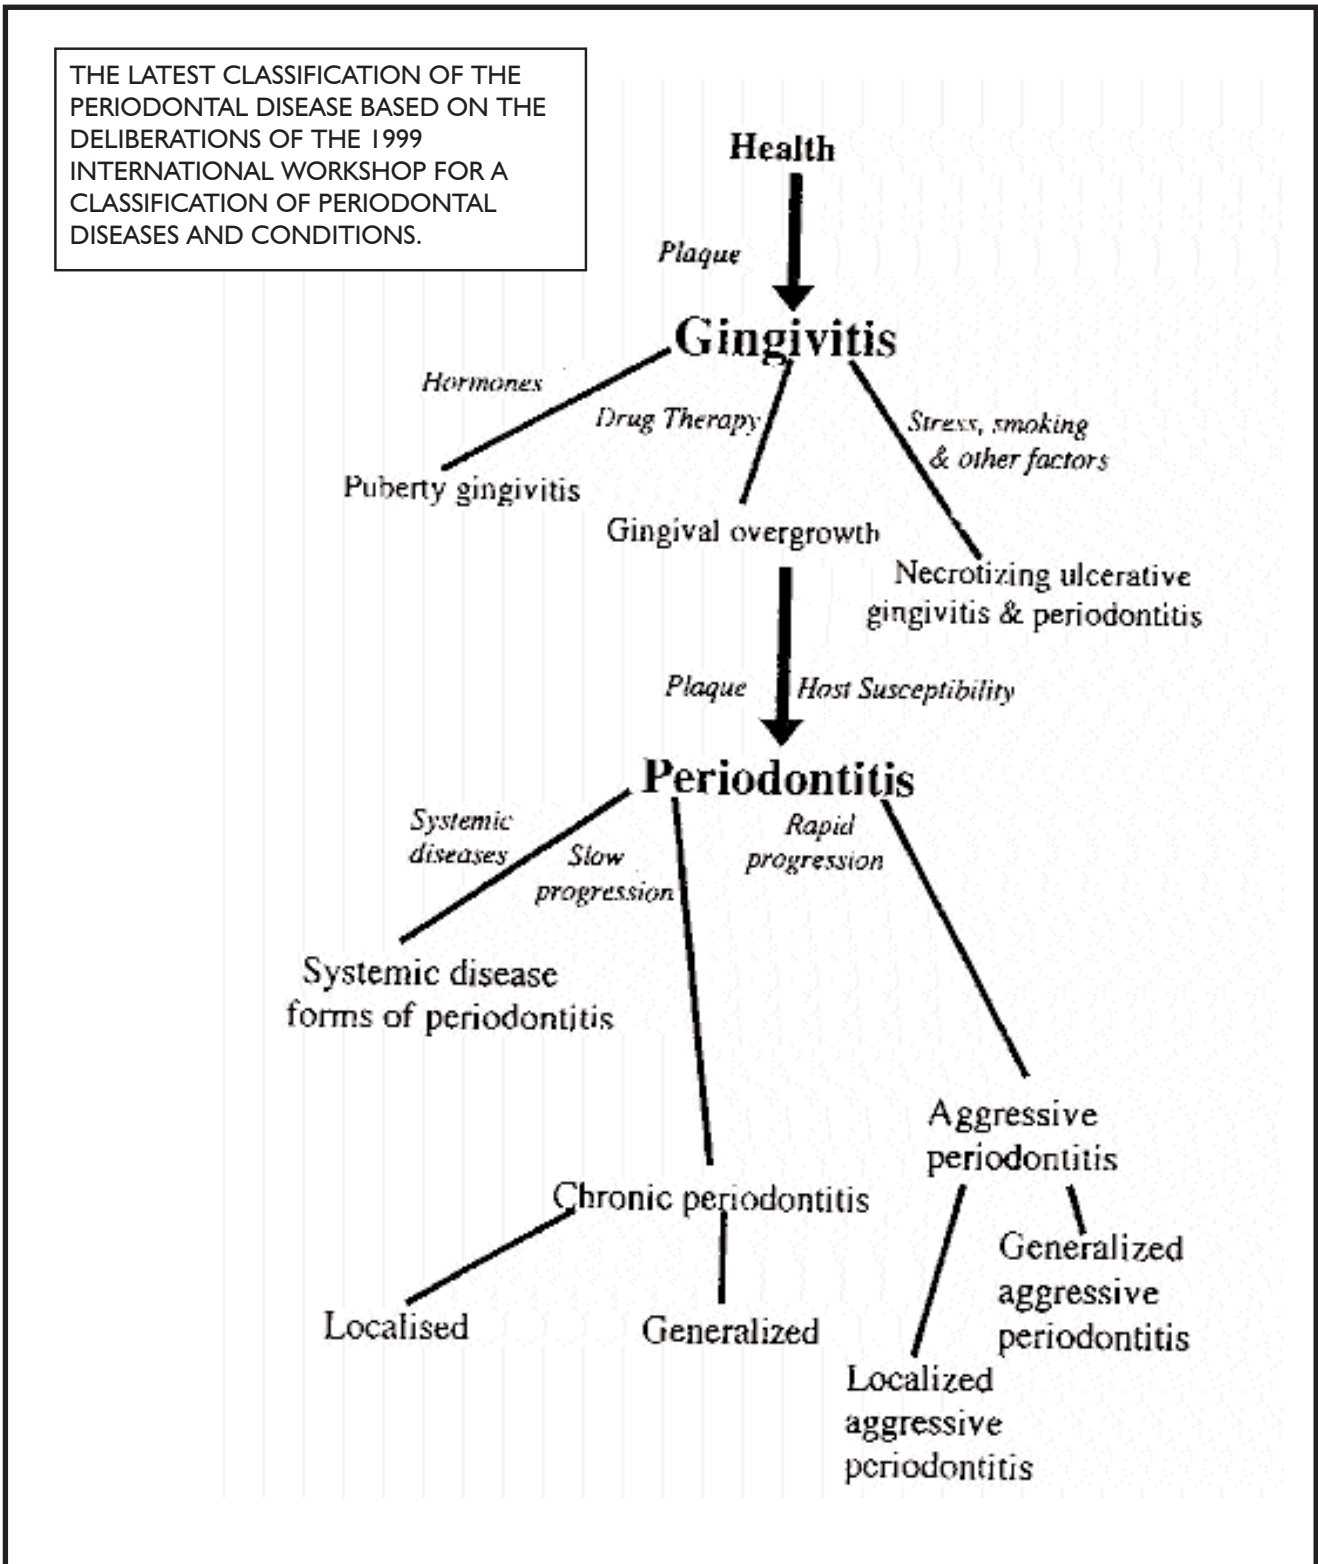 THE LATEST CLASSIFICATION OF THE
PERIODONTAL DISEASE BASED ON THE
DELIBERATIONS OF THE 1999
INTERNATIONAL WORKSHOP FOR A
CLASSIFICATION OF PERIODONTAL
DISEASES AND CONDITIONS.
Health
Plaque
Gingivitis
Hormones
Drug Therapy
Stress, smoking
& other factors
Puberty gingivitis
Gingival overgrowth
Necrotizing ulcerative
gingivitis & periodontitis
Plaque
Host Susceptibility
Periodontitis
Systemic
diseases
Slow
progression
Rapid
progression
Systemic disease
forms of periodontitis
Chronic periodontitis
Aggressive
periodontitis
Localised
Generalized
Generalized
aggressive
periodontitis
Localized
aggressive
periodontitis